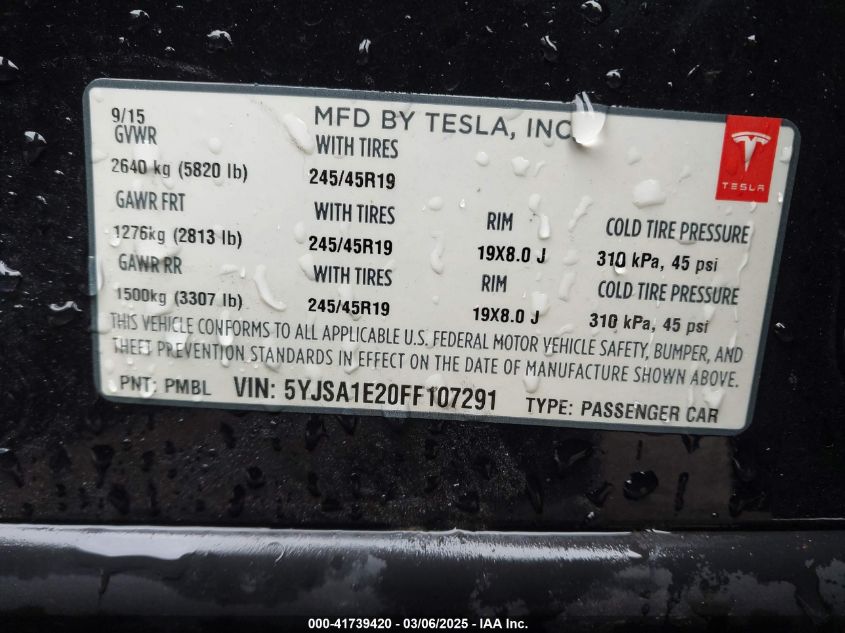 9/15 MFD BY TESLA, INC.
GVWR WITH TIRES
2640 kg (5820 lb) 245/45R19
TESLA
GAWR FRT WITH TIRES RIM COLD TIRE PRESSURE
1276kg (2813 lb) 245/45R19 19X8.0 J 310 kPa, 45 psi
GAWR RR WITH TIRES RIM COLD TIRE PRESSURE
1500kg (3307 lb) 245/45R19 19X8.0 J 310 kPa, 45 psi
THIS VEHICLE CONFORMS TO ALL APPLICABLE U.S. FEDERAL MOTOR VEHICLE SAFETY, BUMPER, AND
THEFT PREVENTION STANDARDS IN EFFECT ON THE DATE OF MANUFACTURE SHOWN ABOVE.
PNT: PMBL VIN: 5YJSA1E20FF107291 TYPE: PASSENGER CAR
000-41739420 - 03/06/2025 - IAA Inc.